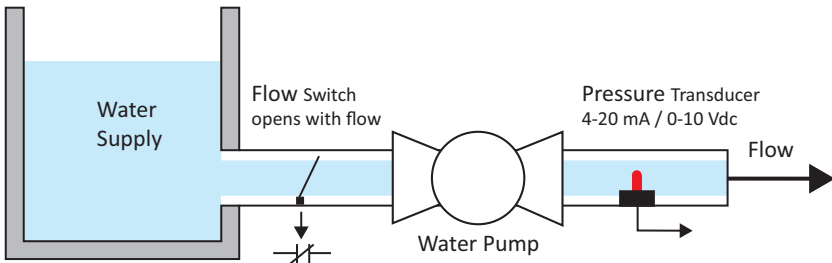 Water
Supply
Flow Switch
opens with flow
Pressure Transducer
4-20 mA / 0-10 Vdc
Flow
Water Pump